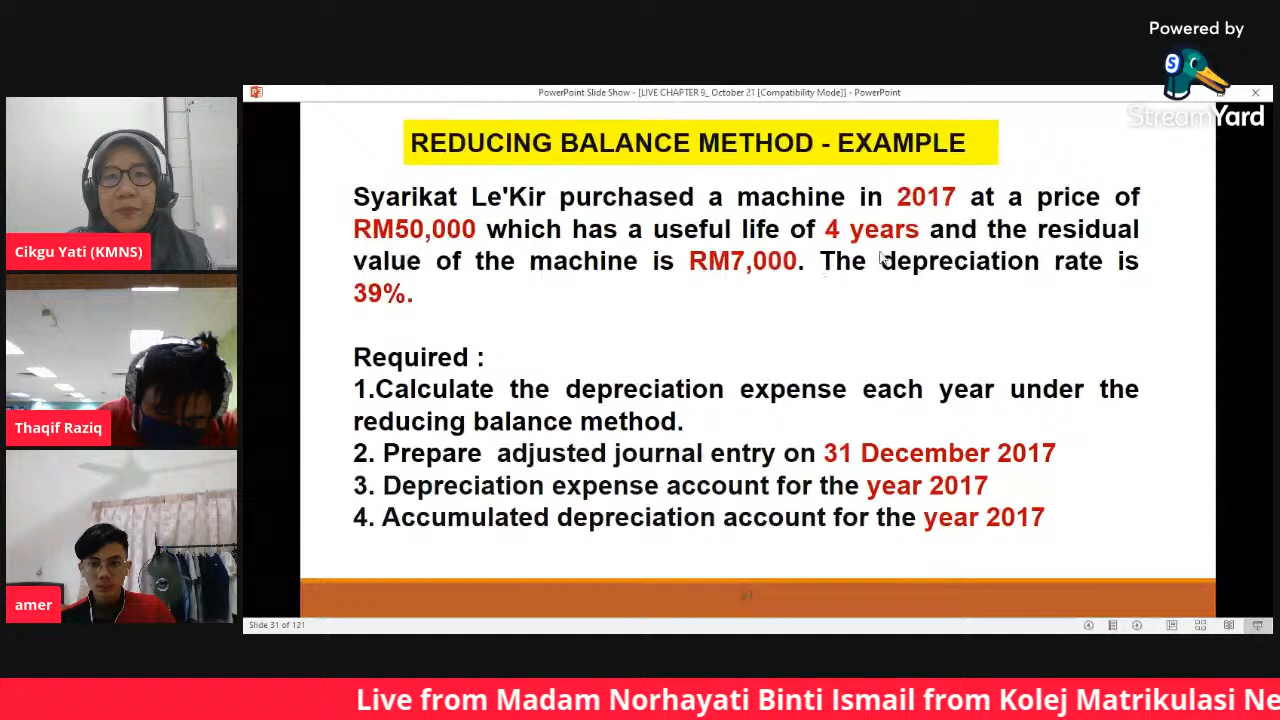 Powered by
StreamYard
PowerPoint Slide Show - [LIVE CHAPTER 9_ October 21 [Compatibility Mode]] - PowerPoint
Cikgu Yati (KMNS)
Thaqif Raziq
amer
REDUCING BALANCE METHOD - EXAMPLE
Syarikat Le'Kir purchased a machine in 2017 at a price of
RM50,000 which has a useful life of 4 years and the residual
value of the machine is RM7,000. The depreciation rate is
39%.
Required :
1.Calculate the depreciation expense each year under the
reducing balance method.
2. Prepare adjusted journal entry on 31 December 2017
3. Depreciation expense account for the year 2017
4. Accumulated depreciation account for the year 2017
Slide 31 of 121
Live from Madam Norhayati Binti Ismail from Kolej Matrikulasi Ne